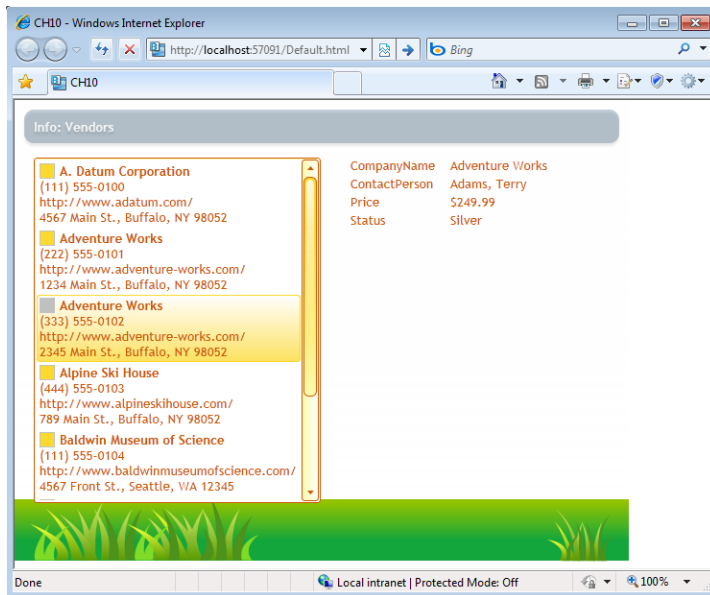 CH10 - Windows Internet Explorer
http://localhost:57091/Default.html
Bing
CH10
Info: Vendors
A. Datum Corporation
(111) 555-0100
http://www.adatum.com/
4567 Main St., Buffalo, NY 98052
Adventure Works
(222) 555-0101
http://www.adventure-works.com/
1234 Main St., Buffalo, NY 98052
Adventure Works
(333) 555-0102
http://www.adventure-works.com/
2345 Main St., Buffalo, NY 98052
Alpine Ski House
(444) 555-0103
http://www.alpineskihouse.com/
789 Main St., Buffalo, NY 98052
Baldwin Museum of Science
(111) 555-0104
http://www.baldwinmuseumofscience.com/
4567 Front St., Seattle, WA 12345
CompanyName Adventure Works
ContactPerson Adams, Terry
Price $249.99
Status Silver
Done Local intranet | Protected Mode: Off 100%